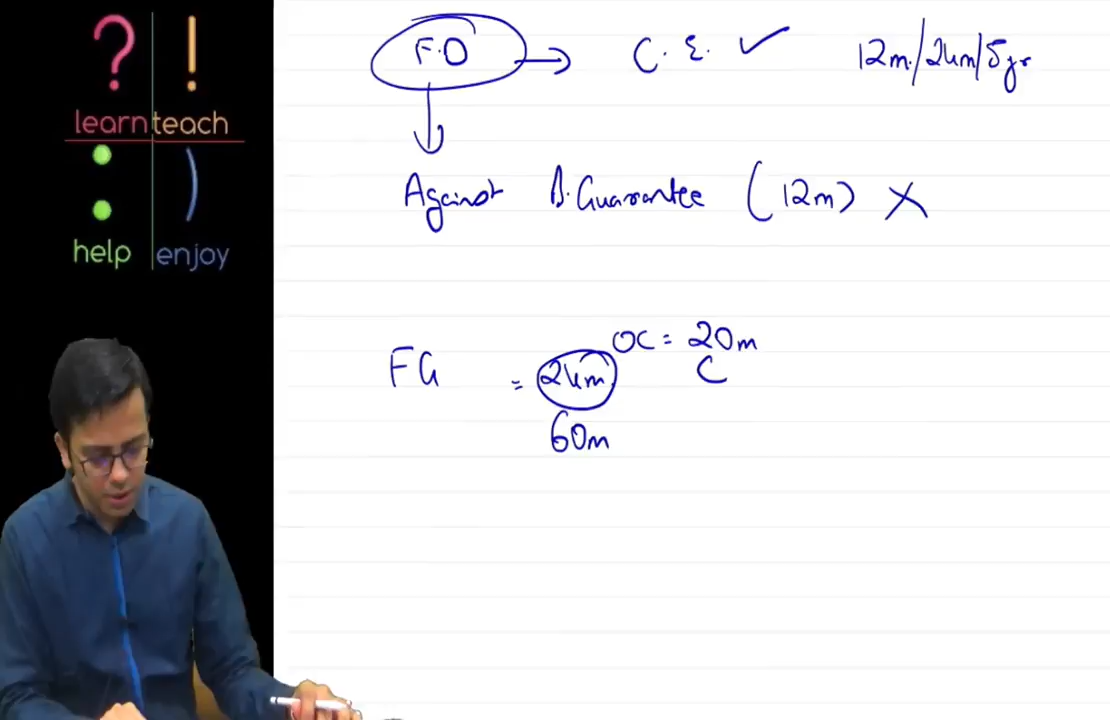 ? !
learn teach
: )
help enjoy
F.D → C.E. ✓ 12m/24m/5yr
Against B.Guarantee (12m) X
OC = 20m
FG = 24m C
60m